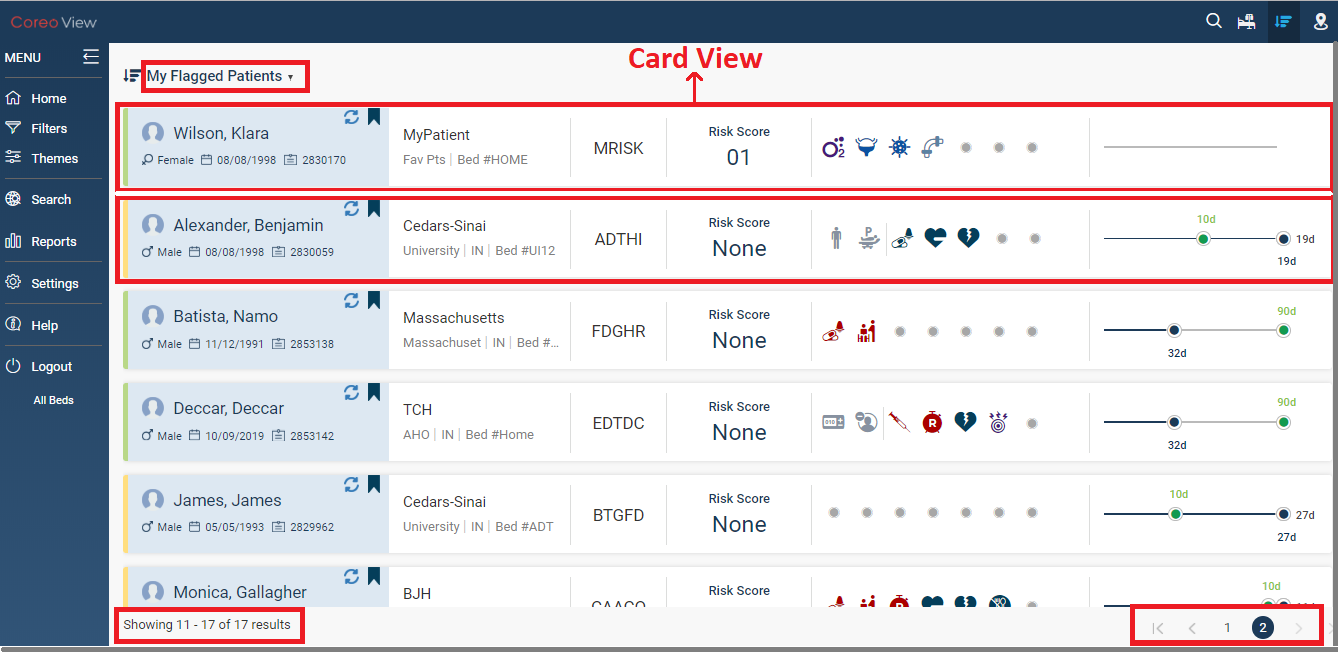 Coreo View
MENU
Home
Filters
Themes
Search
Reports
Settings
Help
Logout
All Beds
Card View
My Flagged Patients
Wilson, Klara
Female 08/08/1998 2830170
MyPatient
Fav Pts | Bed #HOME
MRISK
Risk Score
01
O2
Alexander, Benjamin
Male 08/08/1998 2830059
Cedars-Sinai
University | IN | Bed #UI12
ADTHI
Risk Score
None
P
10d
19d
19d
Batista, Namo
Male 11/12/1991 2853138
Massachusetts
Massachuset | IN | Bed #...
FDGHR
Risk Score
None
90d
32d
Deccar, Deccar
Male 10/09/2019 2853142
TCH
AHO | IN | Bed #Home
EDTDC
Risk Score
None
R
90d
32d
James, James
Male 05/05/1993 2829962
Cedars-Sinai
University | IN | Bed #ADT
BTGFD
Risk Score
None
10d
27d
27d
Monica, Gallagher
BJH
Risk Score
10d
Showing 11 - 17 of 17 results
1 2